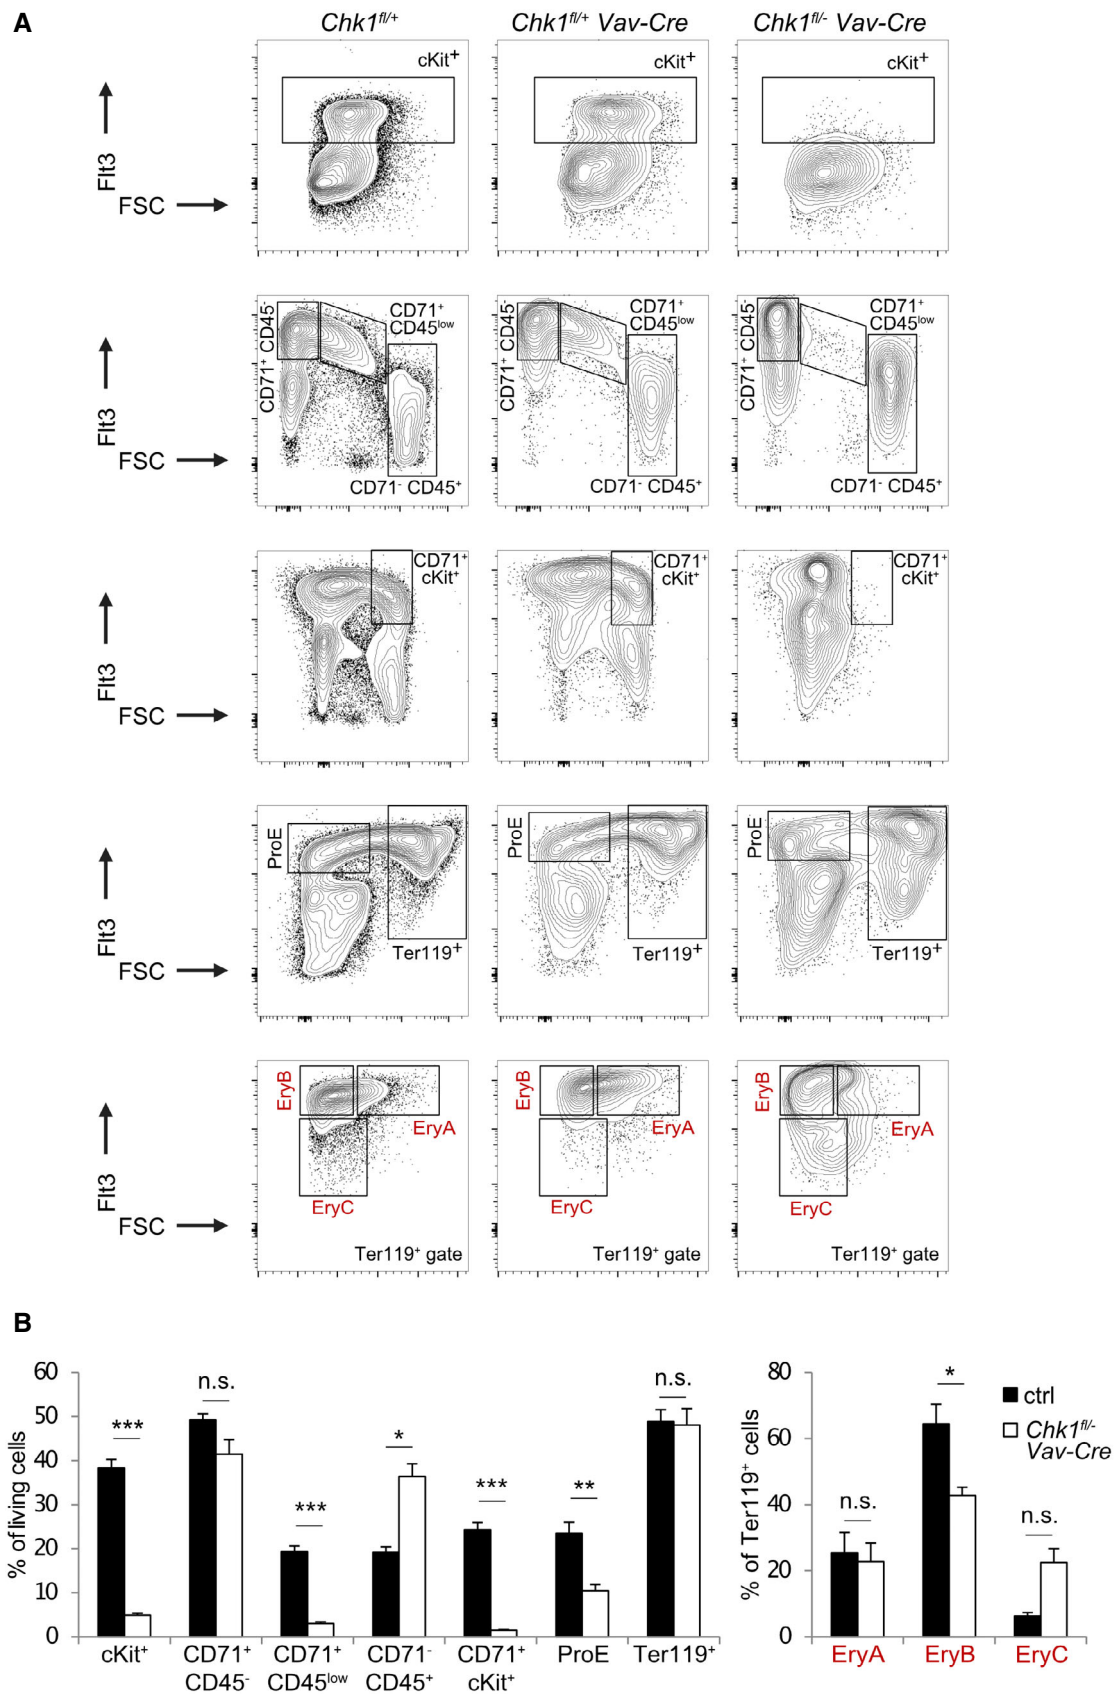 A
Chk1fl/+
Chk1fl/+ Vav-Cre
Chk1fl/- Vav-Cre
Flt3
FSC
cKit+
cKit+
cKit+
Flt3
FSC
CD71+ CD45-
CD71+
CD45low
CD71- CD45+
CD71+ CD45-
CD71+
CD45low
CD71- CD45+
CD71+ CD45-
CD71+
CD45low
CD71- CD45+
Flt3
FSC
CD71+
cKit+
CD71+
cKit+
CD71+
cKit+
Flt3
FSC
ProE
Ter119+
ProE
Ter119+
ProE
Ter119+
Flt3
FSC
EryB
EryA
EryC
Ter119+ gate
EryB
EryA
EryC
Ter119+ gate
EryB
EryA
EryC
Ter119+ gate
B
% of living cells
60
50
40
30
20
10
0
***
n.s.
***
*
***
**
n.s.
cKit+
CD71+
CD45-
CD71+
CD45low
CD71-
CD45+
CD71+
cKit+
ProE
Ter119+
% of Ter119+ cells
80
60
40
20
0
n.s.
*
n.s.
EryA
EryB
EryC
ctrl
Chk1fl/-
Vav-Cre